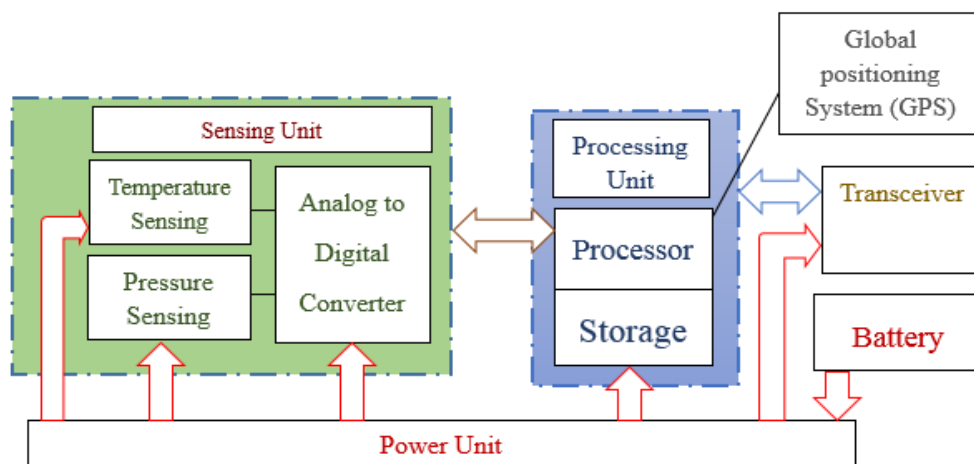 Global
positioning
System (GPS)
Sensing Unit
Temperature
Sensing
Pressure
Sensing
Analog to
Digital
Converter
Processing
Unit
Processor
Storage
Transceiver
Battery
Power Unit